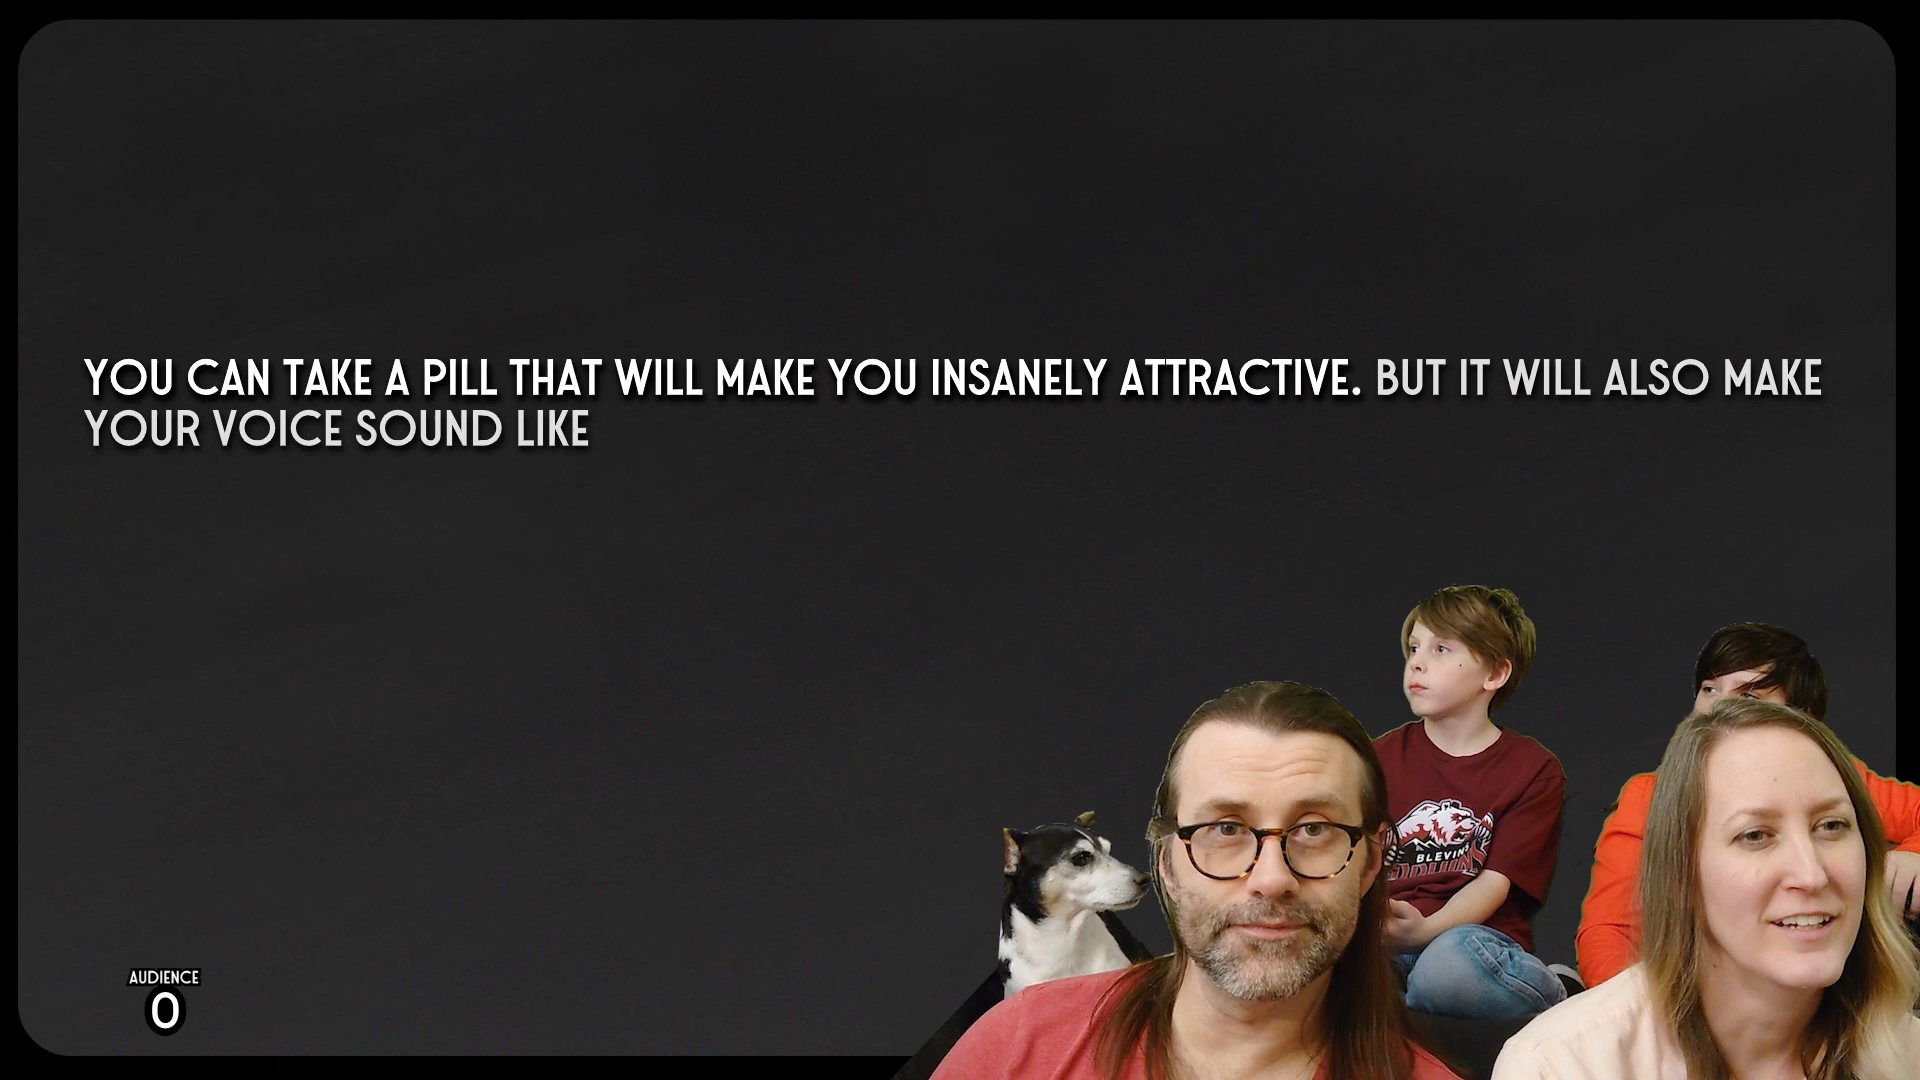 YOU CAN TAKE A PILL THAT WILL MAKE YOU INSANELY ATTRACTIVE. BUT IT WILL ALSO MAKE
YOUR VOICE SOUND LIKE
BLEVINS
AUDIENCE
0